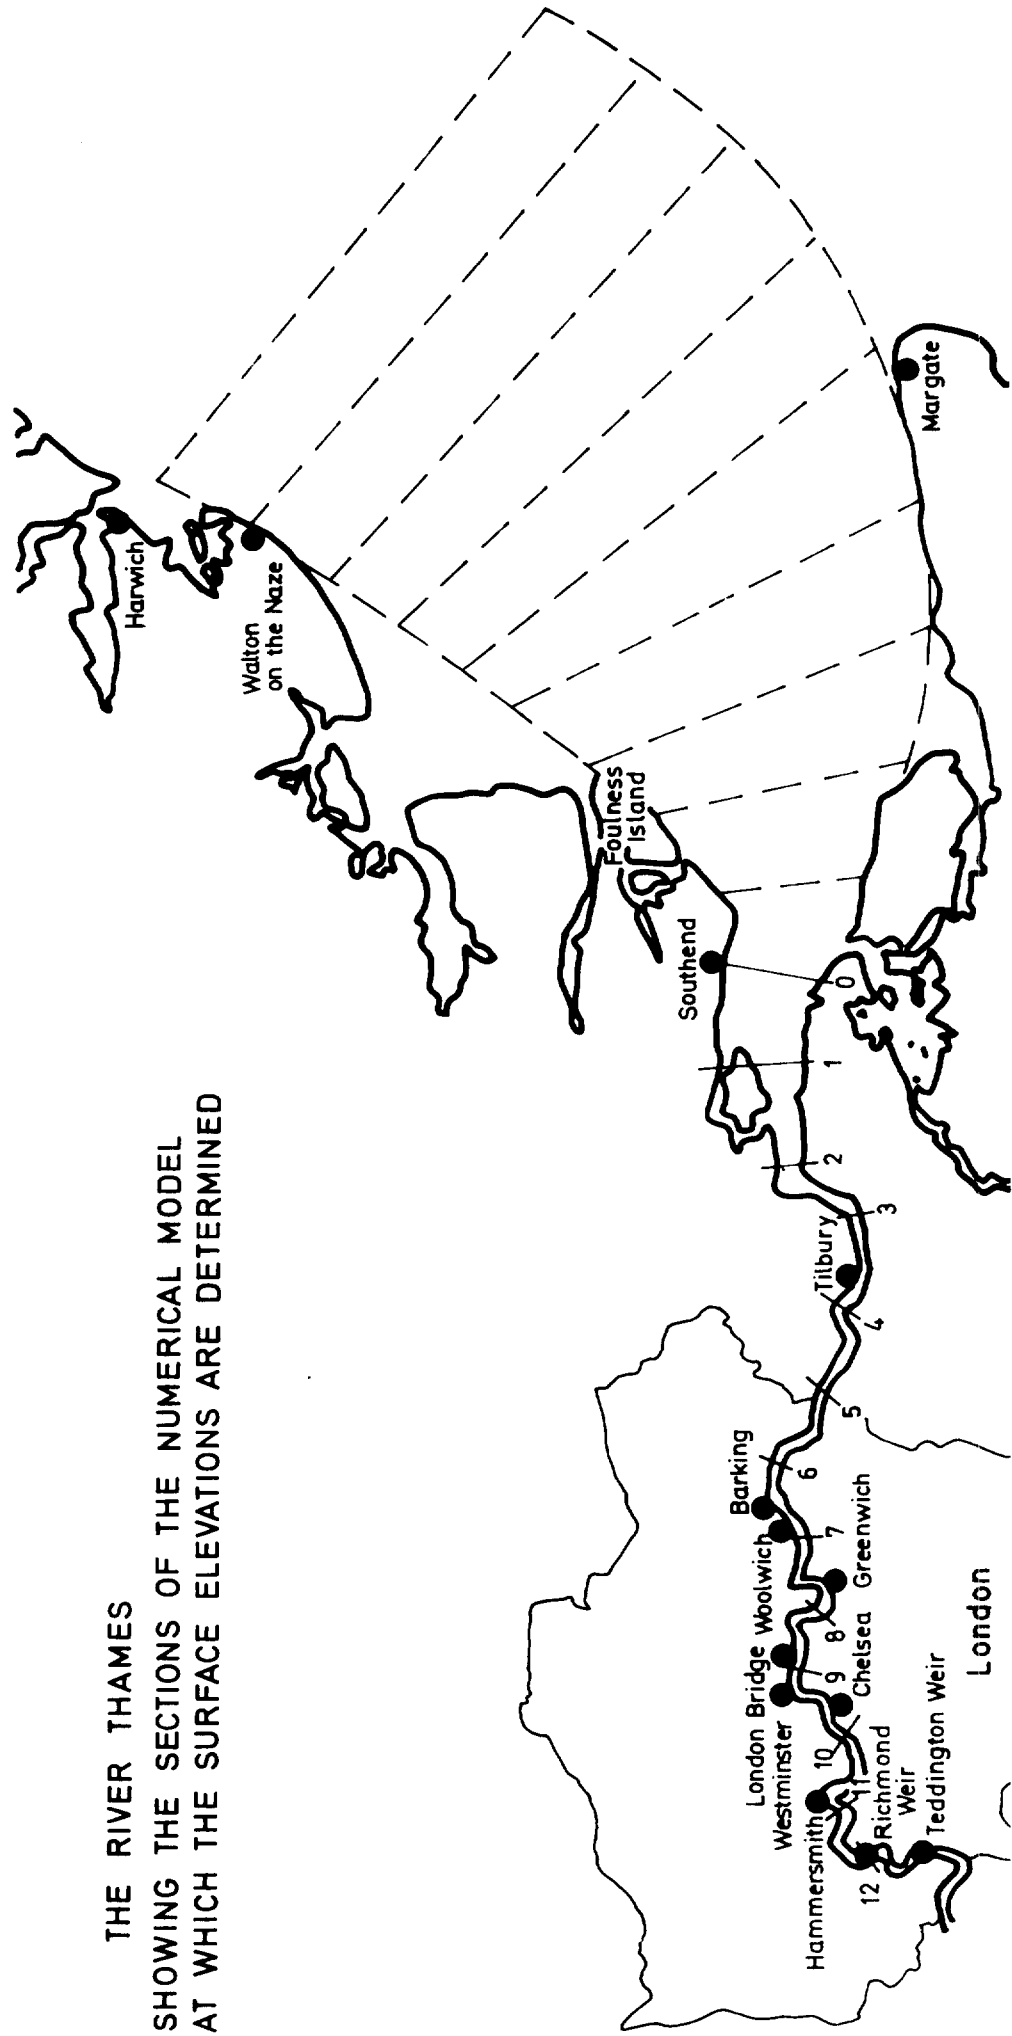 THE RIVER THAMES
SHOWING THE SECTIONS OF THE NUMERICAL MODEL
AT WHICH THE SURFACE ELEVATIONS ARE DETERMINED
Harwich
Walton
on the Naze
Foulness
Island
Southend
Margate
0
1
2
3
Tilbury
4
5
Barking
6
Woolwich
7
Greenwich
8
London Bridge
9
Chelsea
Westminster
10
Hammersmith
11
Richmond
Weir
12
Teddington Weir
London